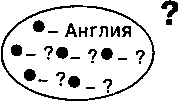 ?
– Англия
– ? – ? – ?
– ? – ?